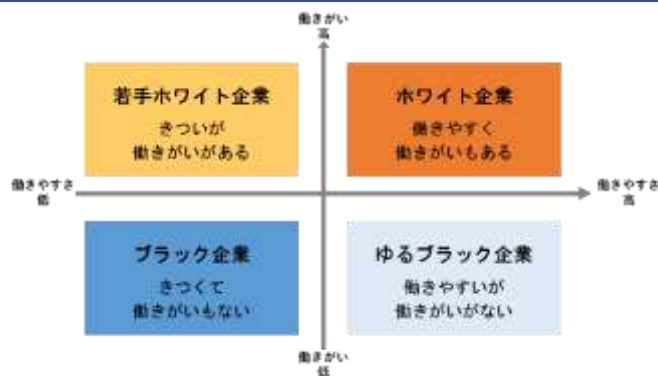 働きがい
高
若手ホワイト企業
きついが
働きがいがある
ホワイト企業
働きやすく
働きがいもある
働きやすさ
低
働きやすさ
高
ブラック企業
きつくて
働きがいもない
ゆるブラック企業
働きやすいが
働きがいがない
働きがい
低